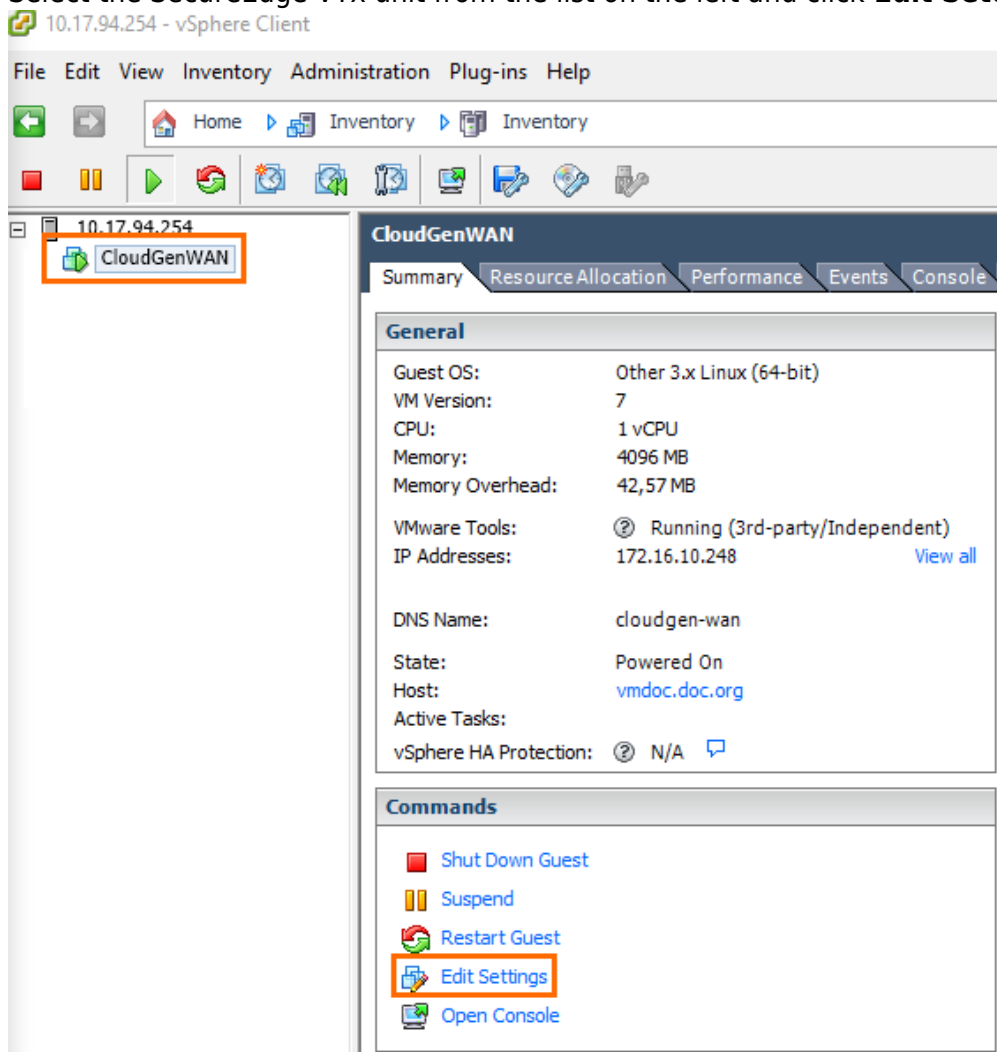 10.17.94.254 - vSphere Client
File Edit View Inventory Administration Plug-ins Help
Home Inventory Inventory
10.17.94.254
CloudGenWAN
CloudGenWAN
Summary Resource Allocation Performance Events Console
General
Guest OS: Other 3.x Linux (64-bit)
VM Version: 7
CPU: 1 vCPU
Memory: 4096 MB
Memory Overhead: 42,57 MB
VMware Tools: Running (3rd-party/Independent)
IP Addresses: 172.16.10.248 View all
DNS Name: cloudgen-wan
State: Powered On
Host: vmdoc.doc.org
Active Tasks:
vSphere HA Protection: N/A
Commands
Shut Down Guest
Suspend
Restart Guest
Edit Settings
Open Console